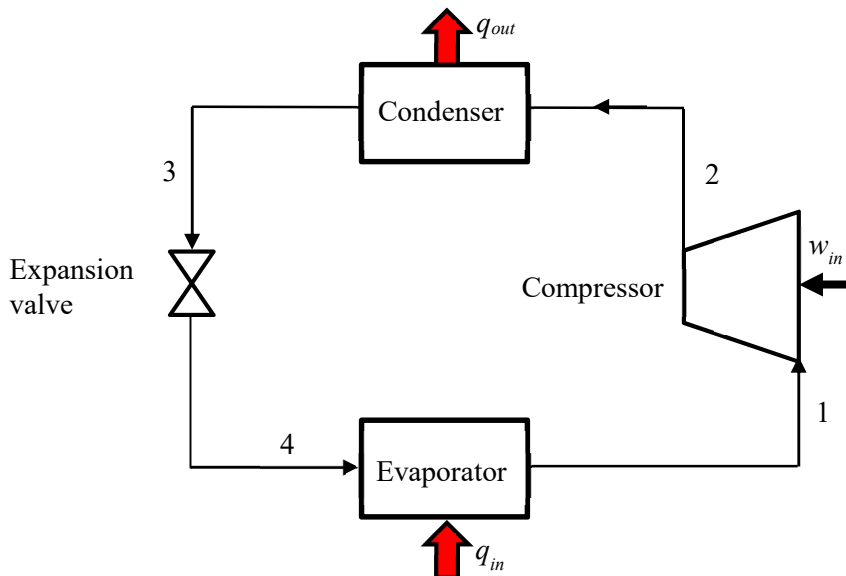 q_out
Condenser
3
2
w_in
Expansion
valve
Compressor
1
4
Evaporator
q_in